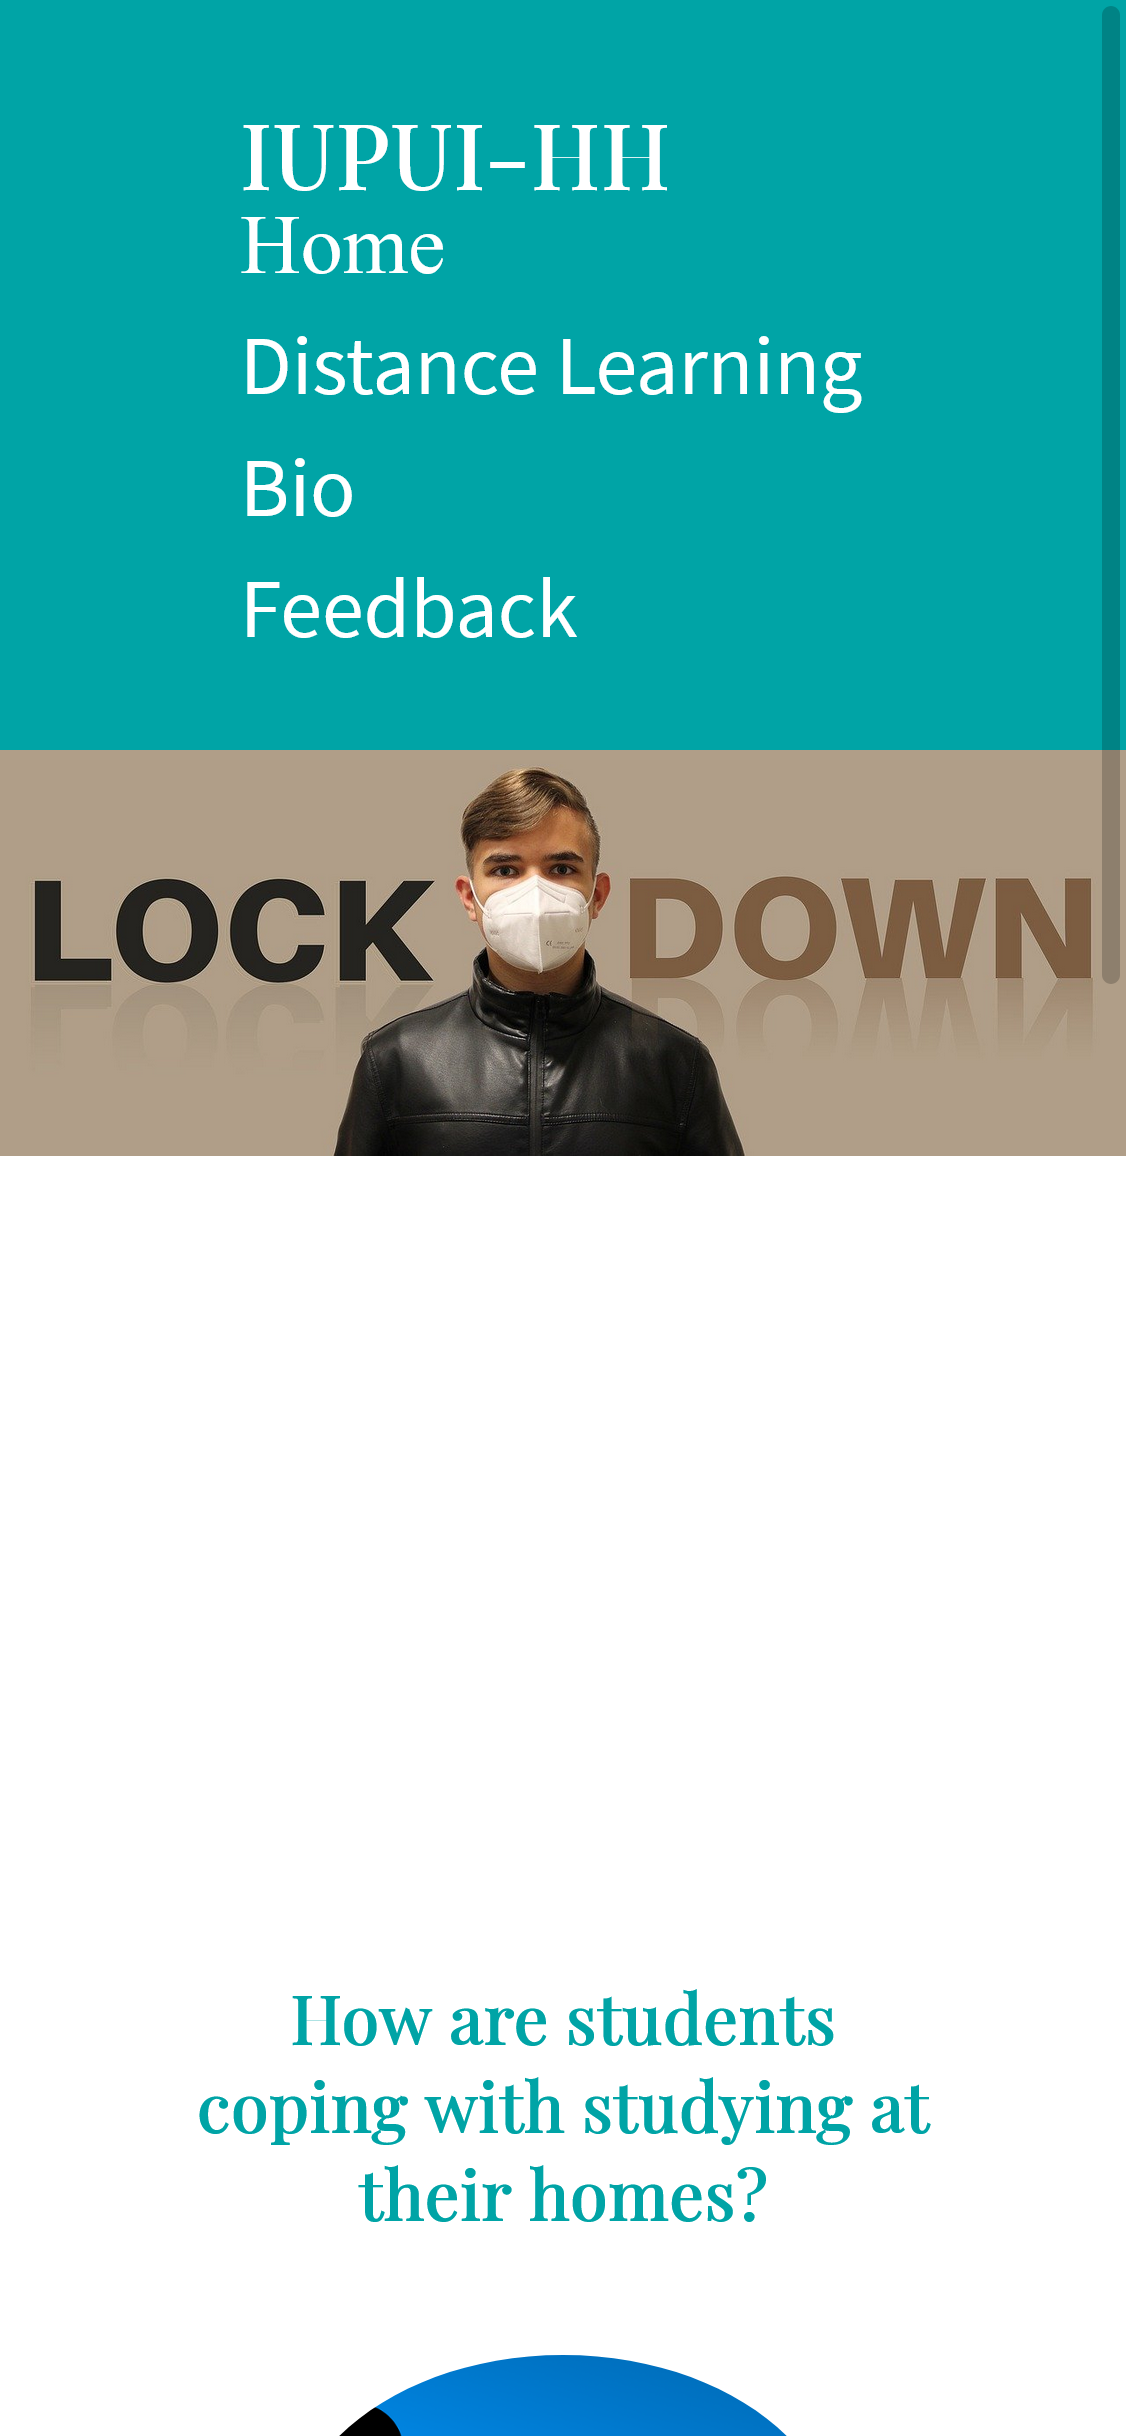 IUPUI-HH
Home
Distance Learning
Bio
Feedback
LOCK DOWN
How are students
coping with studying at
their homes?